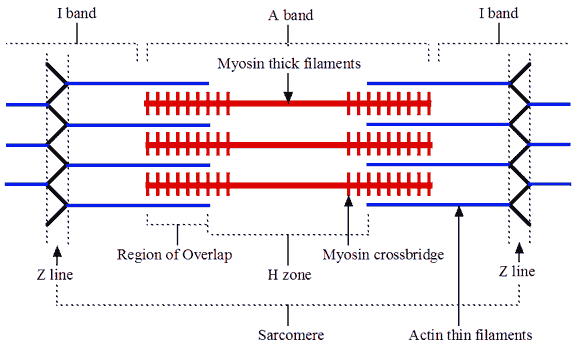 I band
A band
I band
Myosin thick filaments
Region of Overlap
Myosin crossbridge
H zone
Z line
Z line
Sarcomere
Actin thin filaments